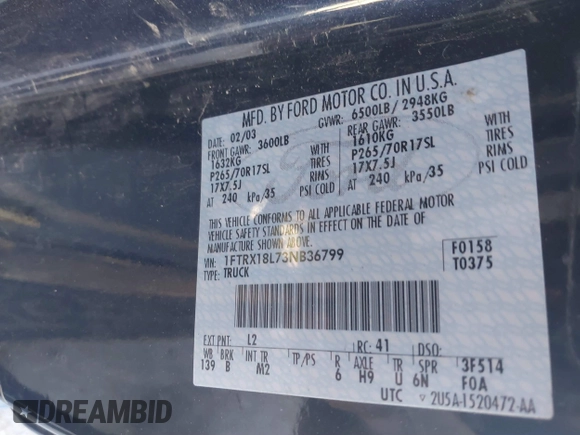 MFD. BY FORD MOTOR CO. IN U.S.A.
DATE: 02/03 GVWR: 6500LB / 2948KG
FRONT GAWR: 3600LB REAR GAWR: 3550LB
1632KG WITH 1610KG WITH
P265/70R17SL TIRES P265/70R17SL TIRES
17X7.5J RIMS 17X7.5J RIMS
AT 240 kPa/35 PSI COLD AT 240 kPa/35 PSI COLD
THIS VEHICLE CONFORMS TO ALL APPLICABLE FEDERAL MOTOR
VEHICLE SAFETY STANDARDS IN EFFECT ON THE DATE OF
MANUFACTURE SHOWN ABOVE.
VIN: 1FTRX18L73NB36799 F0158
TYPE: TRUCK T0375
EXT PNT: L2 RC: 41 DSO:
WB BRK INT TR TP/PS R AXLE TR SPR 3F514
139 B M2 6 H9 U 6N F0A
UTC 2U5A-1520472-AA
DREAMBID